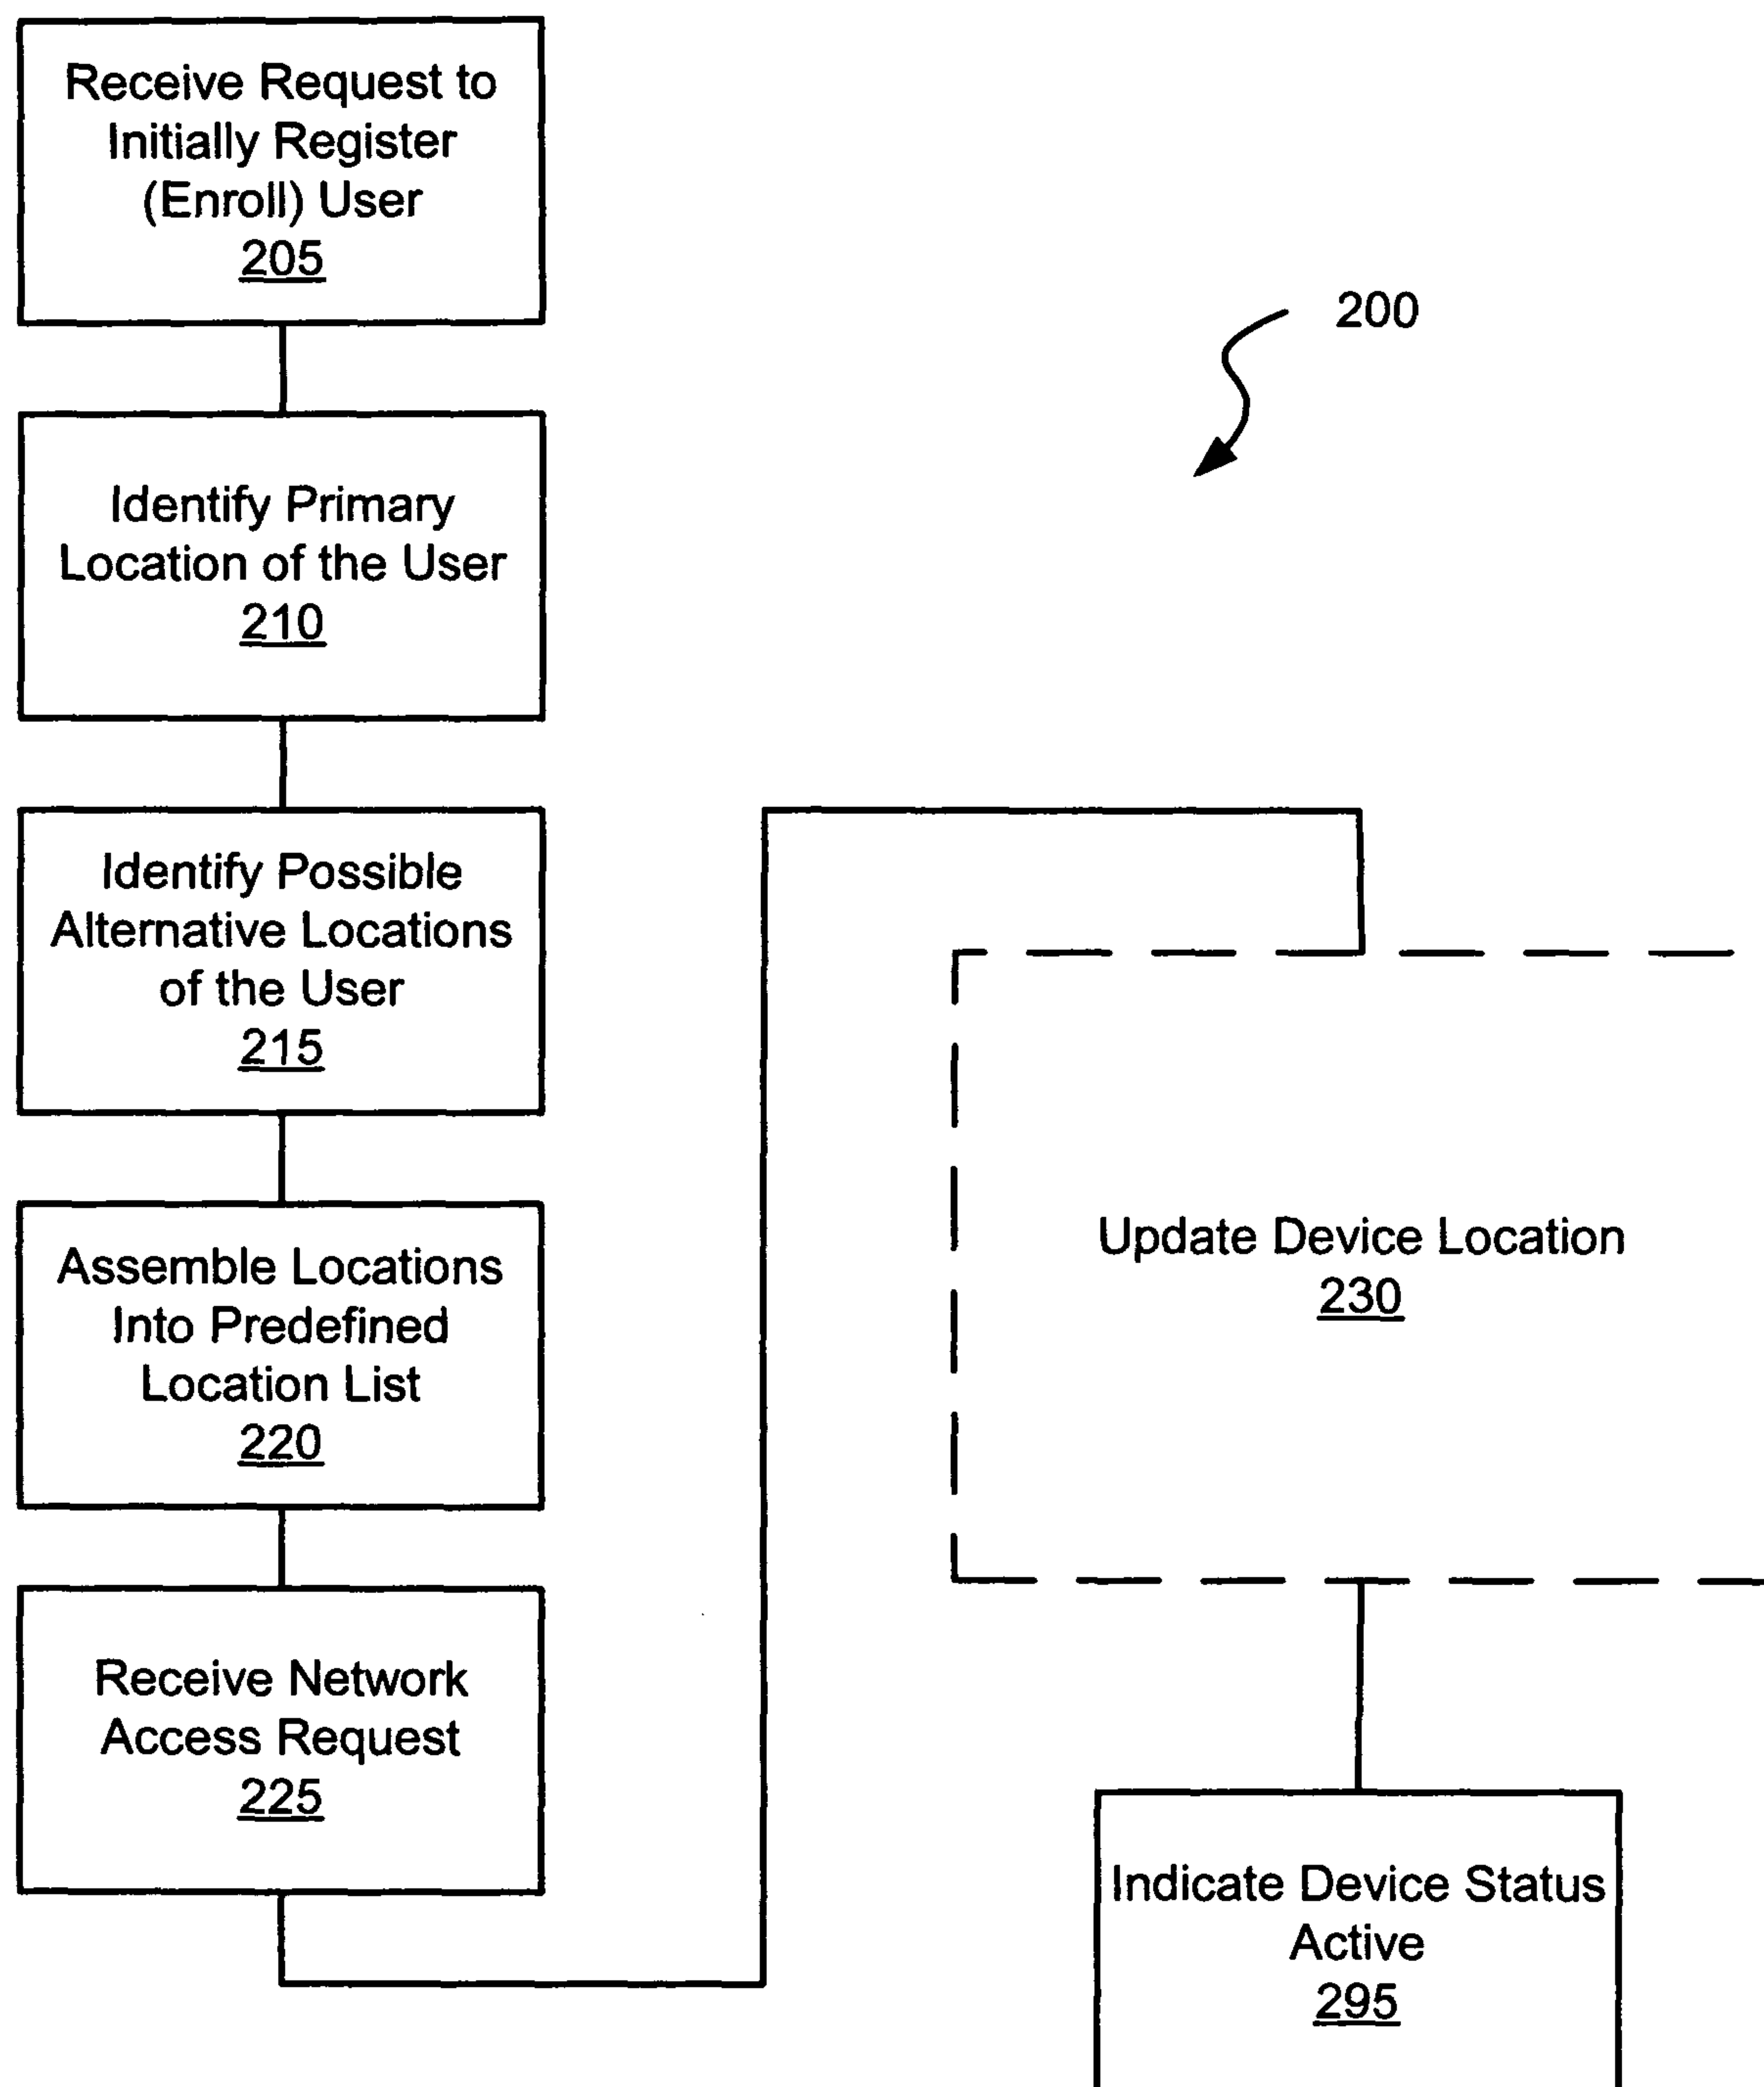 Receive Request to
Initially Register
(Enroll) User
205
200
Identify Primary
Location of the User
210
Identify Possible
Alternative Locations
of the User
215
Assemble Locations
Into Predefined
Location List
220
Receive Network
Access Request
225
Update Device Location
230
Indicate Device Status
Active
295